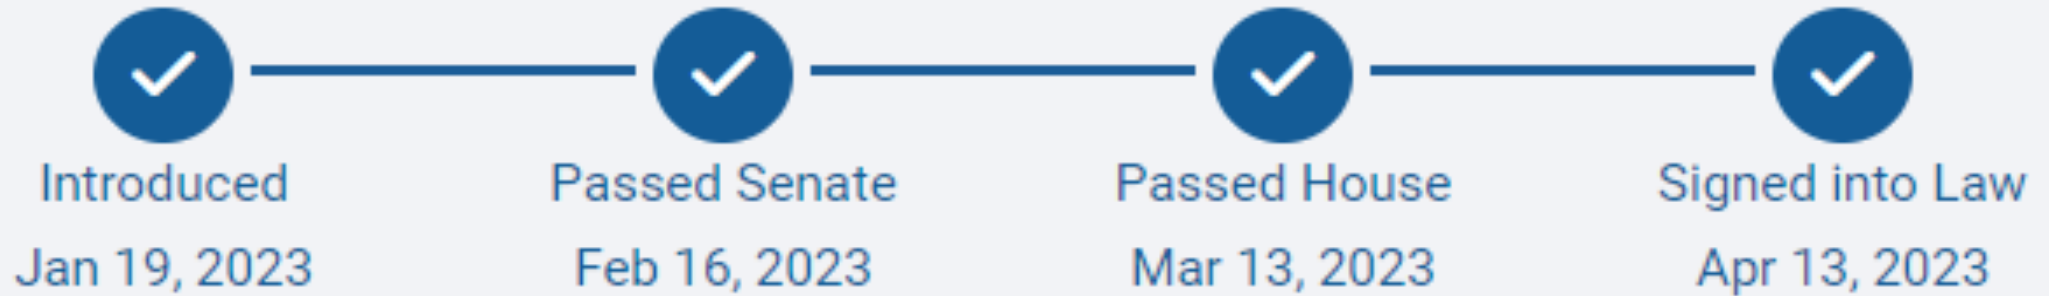 Introduced
Jan 19, 2023
Passed Senate
Feb 16, 2023
Passed House
Mar 13, 2023
Signed into Law
Apr 13, 2023